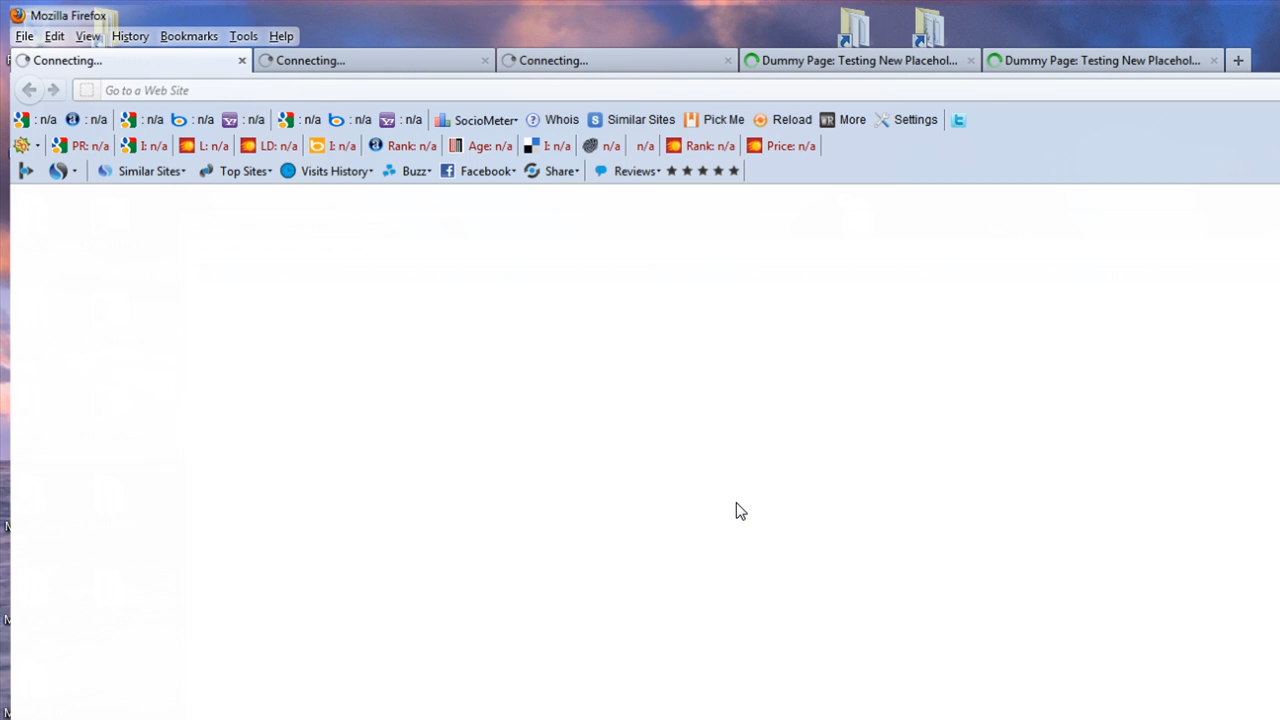 Mozilla Firefox
File Edit View History Bookmarks Tools Help
Connecting... Connecting... Connecting... Dummy Page: Testing New Placehol... Dummy Page: Testing New Placehol...
Go to a Web Site
: n/a : n/a : n/a : n/a : n/a : n/a : n/a : n/a SocioMeter Whois Similar Sites Pick Me Reload WR More Settings
PR: n/a I: n/a L: n/a LD: n/a I: n/a Rank: n/a Age: n/a I: n/a n/a n/a Rank: n/a Price: n/a
Similar Sites Top Sites Visits History Buzz Facebook Share Reviews